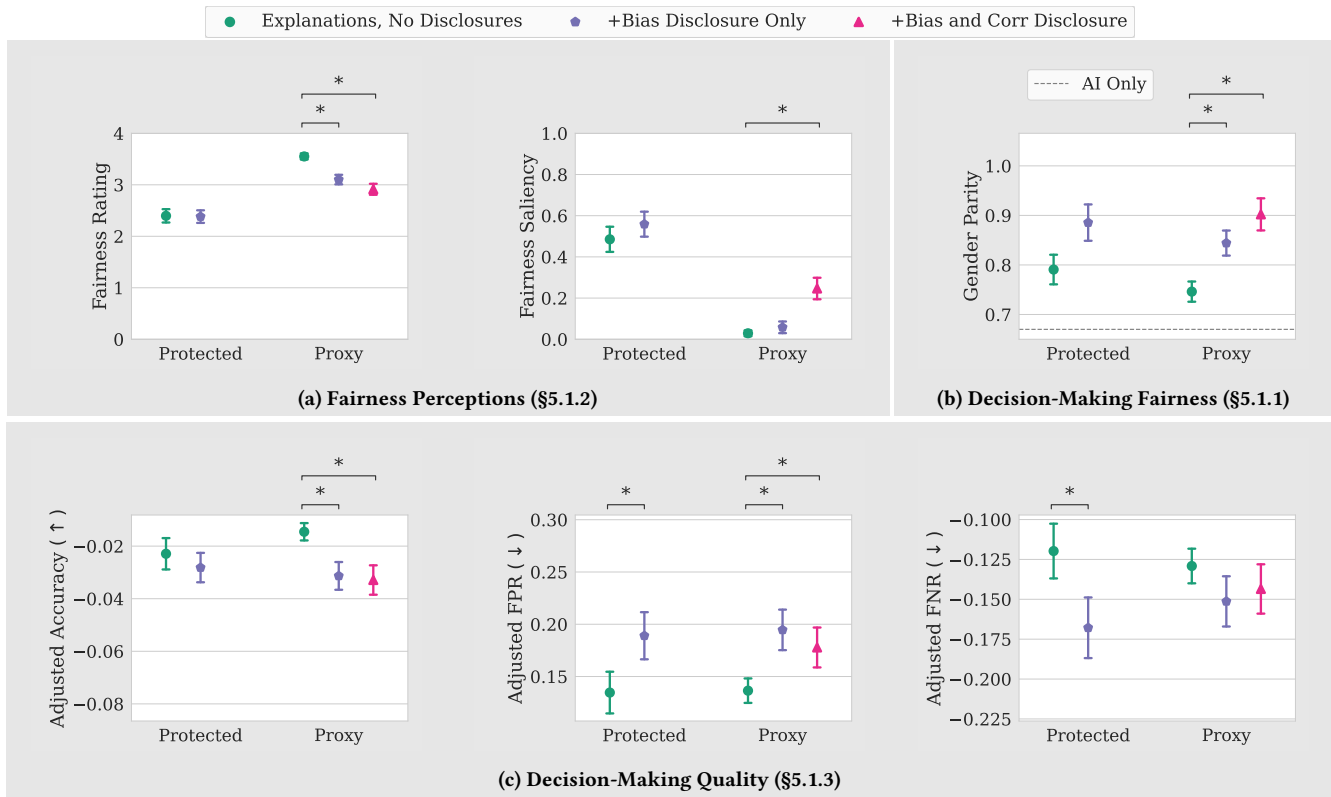 Explanations, No Disclosures +Bias Disclosure Only +Bias and Corr Disclosure
*
*
4
3
2
1
0
Fairness Rating
Protected Proxy
*
1.0
0.8
0.6
0.4
0.2
0.0
Fairness Saliency
Protected Proxy
(a) Fairness Perceptions (§5.1.2)
AI Only
*
*
1.0
0.9
0.8
0.7
Gender Parity
Protected Proxy
(b) Decision-Making Fairness (§5.1.1)
*
*
−0.02
−0.04
−0.06
−0.08
Adjusted Accuracy (↑)
Protected Proxy
*
*
*
0.30
0.25
0.20
0.15
Adjusted FPR (↓)
Protected Proxy
*
−0.100
−0.125
−0.150
−0.175
−0.200
−0.225
Adjusted FNR (↓)
Protected Proxy
(c) Decision-Making Quality (§5.1.3)